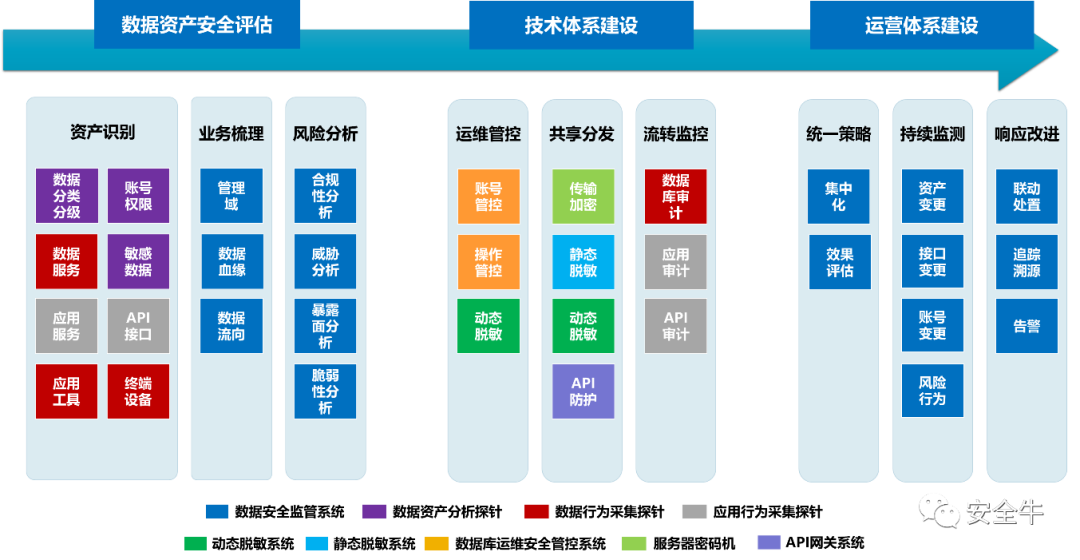 数据资产安全评估
技术体系建设
运营体系建设
资产识别
业务梳理
风险分析
运维管控
共享分发
流转监控
统一策略
持续监测
响应改进
数据
分类
分级
账号
权限
数据
服务
敏感
数据
应用
服务
API
接口
应用
工具
终端
设备
管理
域
数据
血缘
数据
流向
合规
性分
析
威胁
分析
暴露
面分
析
脆弱
性分
析
账号
管控
操作
管控
动态
脱敏
传输
加密
静态
脱敏
动态
脱敏
API
防护
数据
库审
计
应用
审计
API
审计
集中
化
效果
评估
资产
变更
接口
变更
账号
变更
风险
行为
联动
处置
追踪
溯源
告警
数据安全监管系统
数据资产分析探针
数据行为采集探针
应用行为采集探针
动态脱敏系统
静态脱敏系统
数据库运维安全管控系统
服务器密码机
API网关系统
安全牛